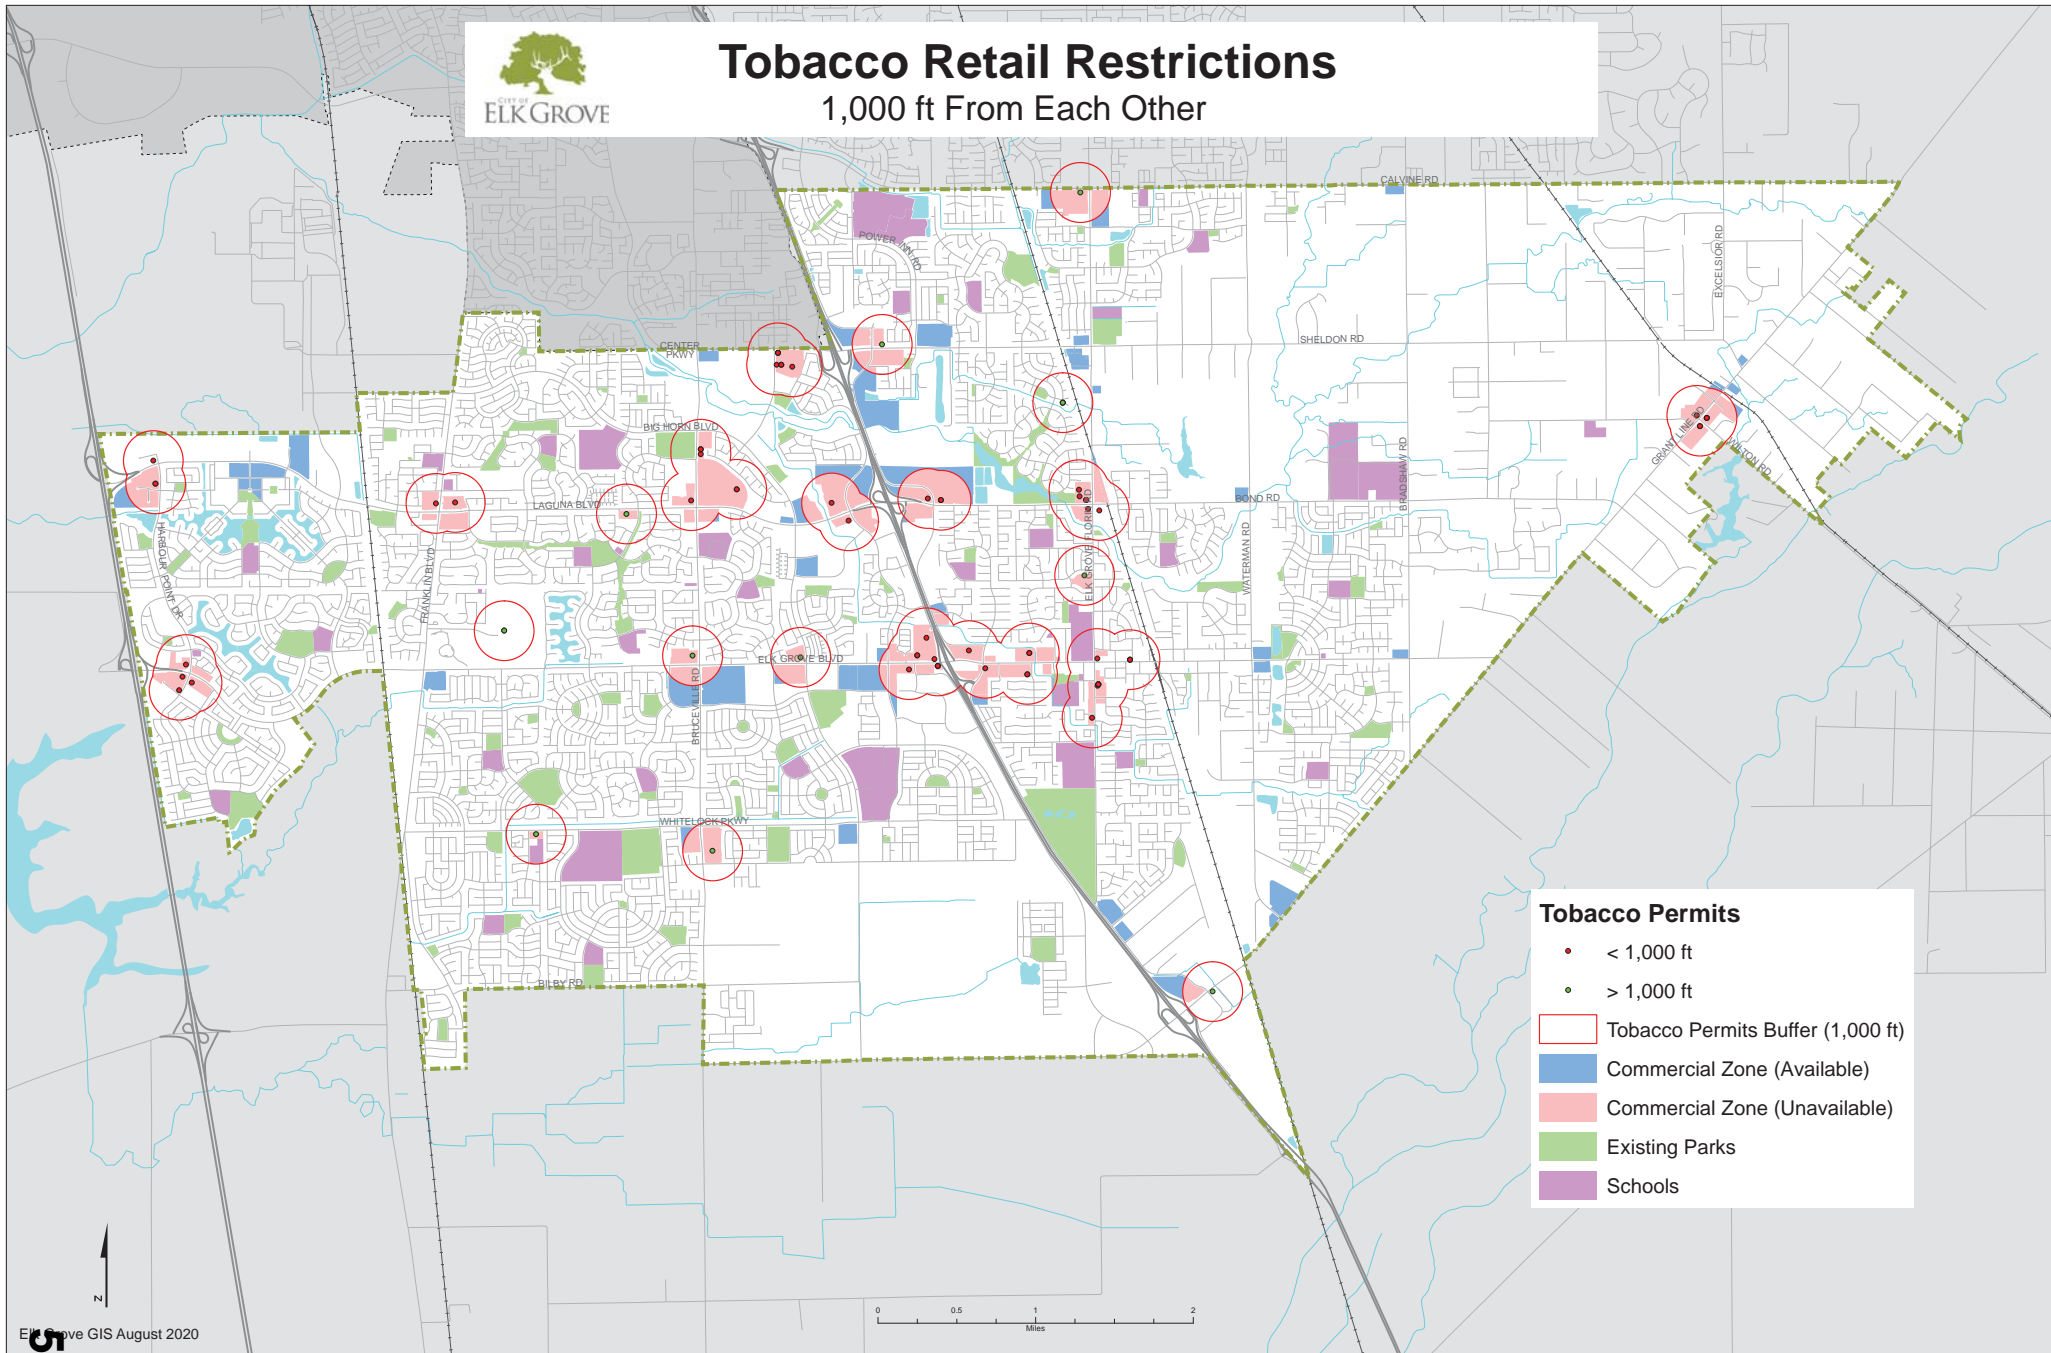 Tobacco Retail Restrictions
1,000 ft From Each Other
CITY OF
ELK GROVE
CALVINE RD
POWER INN RD
EXCELSIOR RD
SHELDON RD
CENTER
PKWY
BIG HORN BLVD
GRANT LINE RD
WILTON RD
BRADSHAW RD
BOND RD
LAGUNA BLVD
HARBOUR POINT DR
FRANKLIN BLVD
ELK GROVE FLORIN RD
WATERMAN RD
ELK GROVE BLVD
BRUCEVILLE RD
WHITELOCK PKWY
BILBY RD
Tobacco Permits
< 1,000 ft
> 1,000 ft
Tobacco Permits Buffer (1,000 ft)
Commercial Zone (Available)
Commercial Zone (Unavailable)
Existing Parks
Schools
N
0 0.5 1 2
Miles
Elk Grove GIS August 2020
5